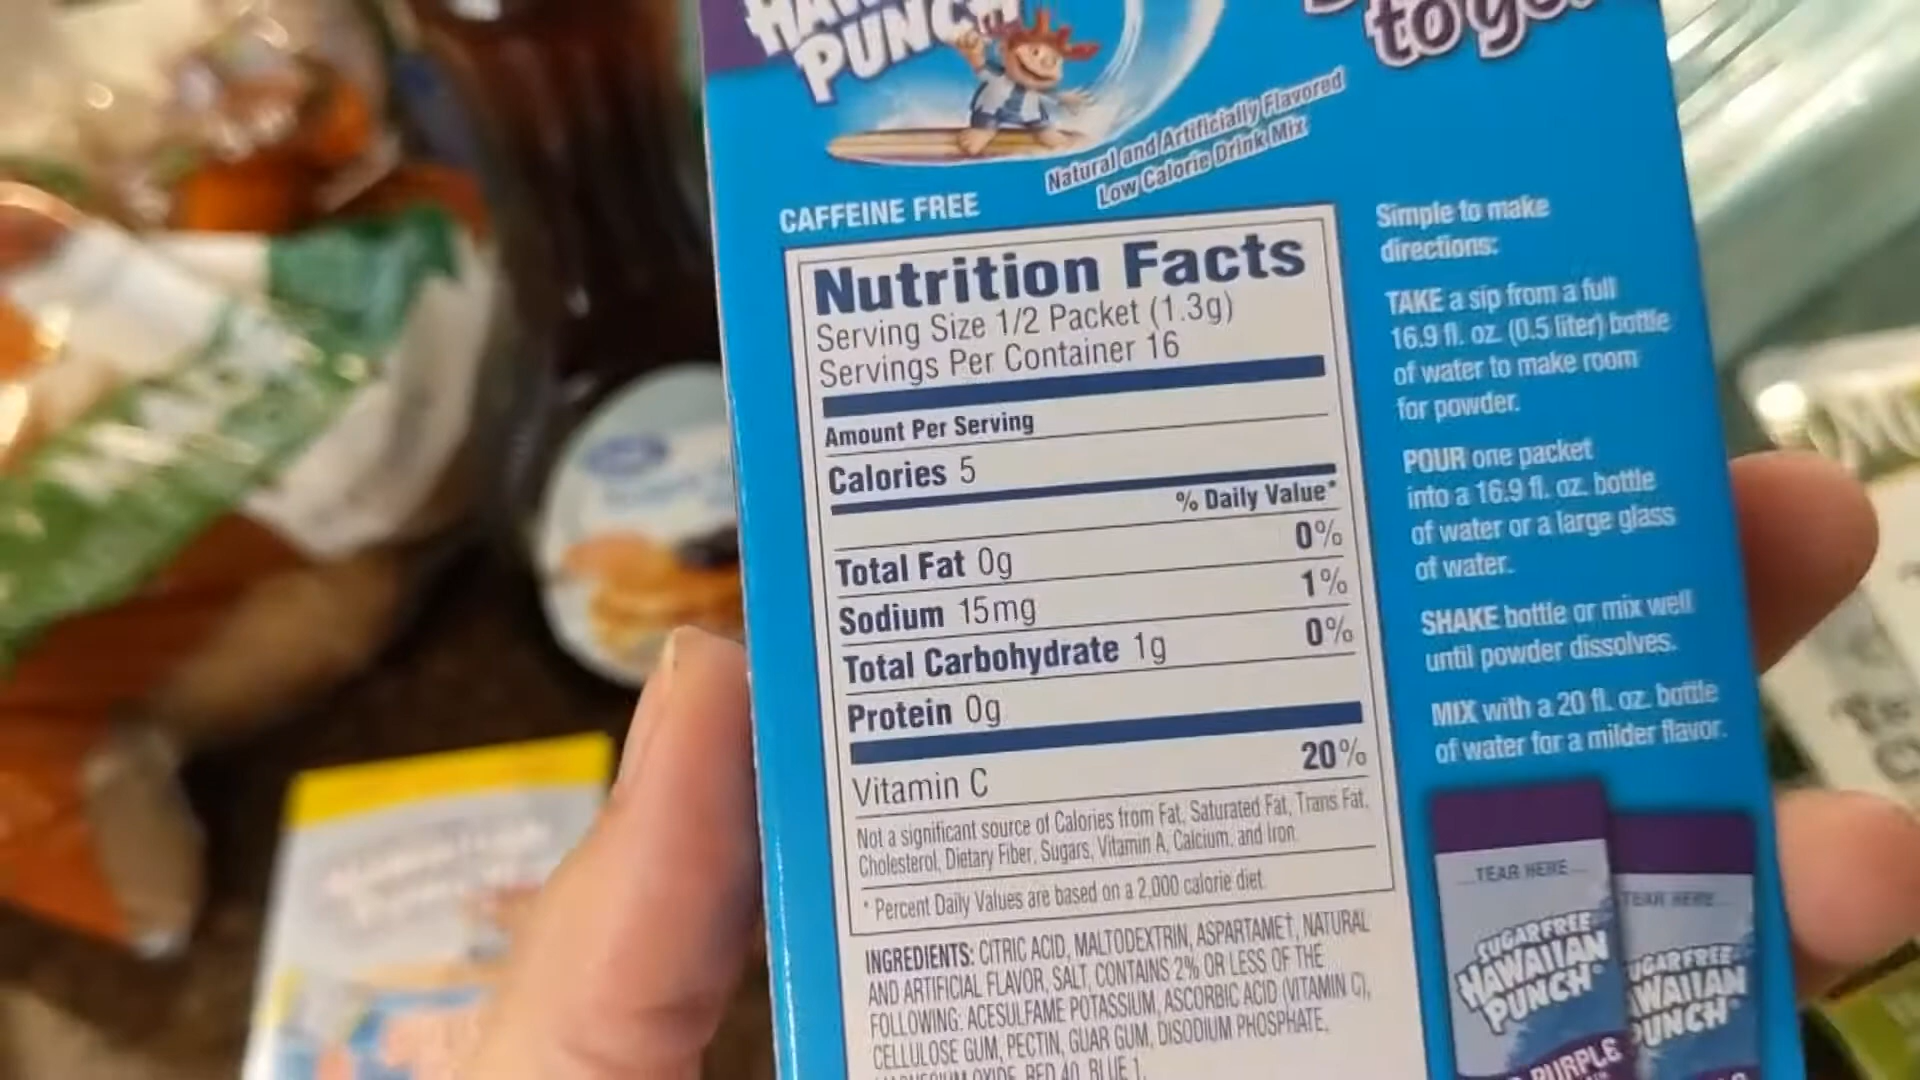 HAWAIIAN
PUNCH
to go!
Natural and Artificially Flavored
Low Calorie Drink Mix
CAFFEINE FREE
Nutrition Facts
Serving Size 1/2 Packet (1.3g)
Servings Per Container 16
Amount Per Serving
Calories 5
% Daily Value*
Total Fat 0g 0%
Sodium 15mg 1%
Total Carbohydrate 1g 0%
Protein 0g
Vitamin C 20%
Not a significant source of Calories from Fat, Saturated Fat, Trans Fat,
Cholesterol, Dietary Fiber, Sugars, Vitamin A, Calcium, and Iron.
* Percent Daily Values are based on a 2,000 calorie diet.
INGREDIENTS: CITRIC ACID, MALTODEXTRIN, ASPARTAME†, NATURAL
AND ARTIFICIAL FLAVOR, SALT, CONTAINS 2% OR LESS OF THE
FOLLOWING: ACESULFAME POTASSIUM, ASCORBIC ACID (VITAMIN C),
CELLULOSE GUM, PECTIN, GUAR GUM, DISODIUM PHOSPHATE,
MAGNESIUM OXIDE, RED 40, BLUE 1.
Simple to make
directions:
TAKE a sip from a full
16.9 fl. oz. (0.5 liter) bottle
of water to make room
for powder.
POUR one packet
into a 16.9 fl. oz. bottle
of water or a large glass
of water.
SHAKE bottle or mix well
until powder dissolves.
MIX with a 20 fl. oz. bottle
of water for a milder flavor.
TEAR HERE
SUGAR FREE
HAWAIIAN
PUNCH
PURPLE
TEAR HERE
SUGAR FREE
WAIIAN
PUNCH